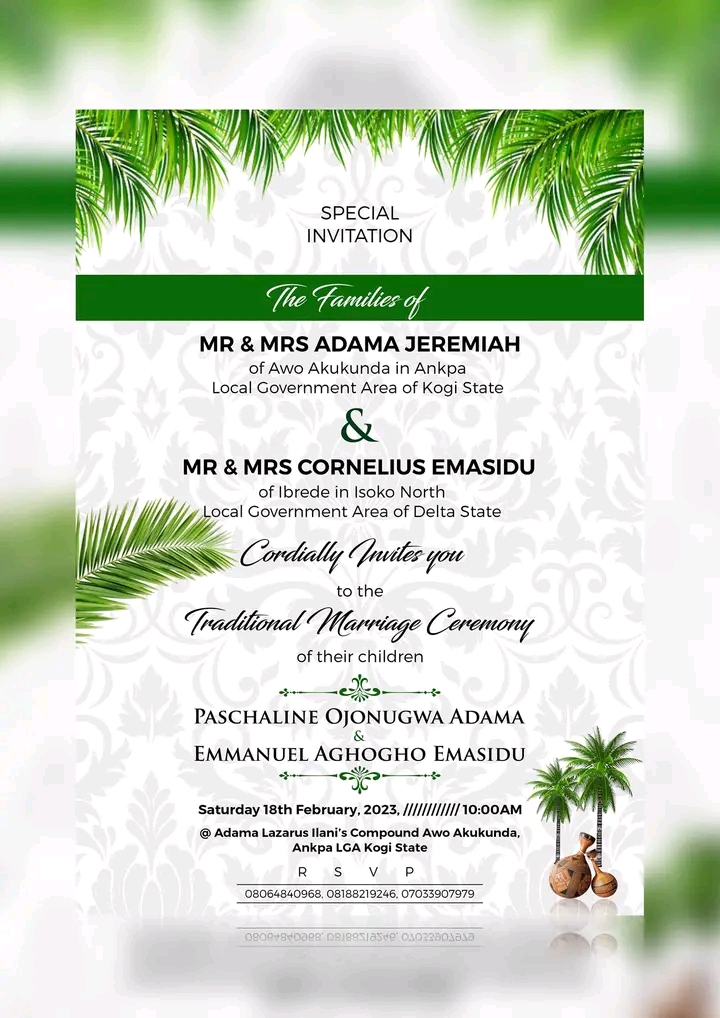 SPECIAL
INVITATION
The Families of
MR & MRS ADAMA JEREMIAH
of Awo Akukunda in Ankpa
Local Government Area of Kogi State
&
MR & MRS CORNELIUS EMASIDU
of Ibrede in Isoko North
Local Government Area of Delta State
Cordially Invites you
to the
Traditional Marriage Ceremony
of their children
PASCHALINE OJONUGWA ADAMA
&
EMMANUEL AGHOGHO EMASIDU
Saturday 18th February, 2023, //////////// 10:00AM
@ Adama Lazarus Ilani's Compound Awo Akukunda,
Ankpa LGA Kogi State
R S V P
08064840968, 08188219246, 07033907979